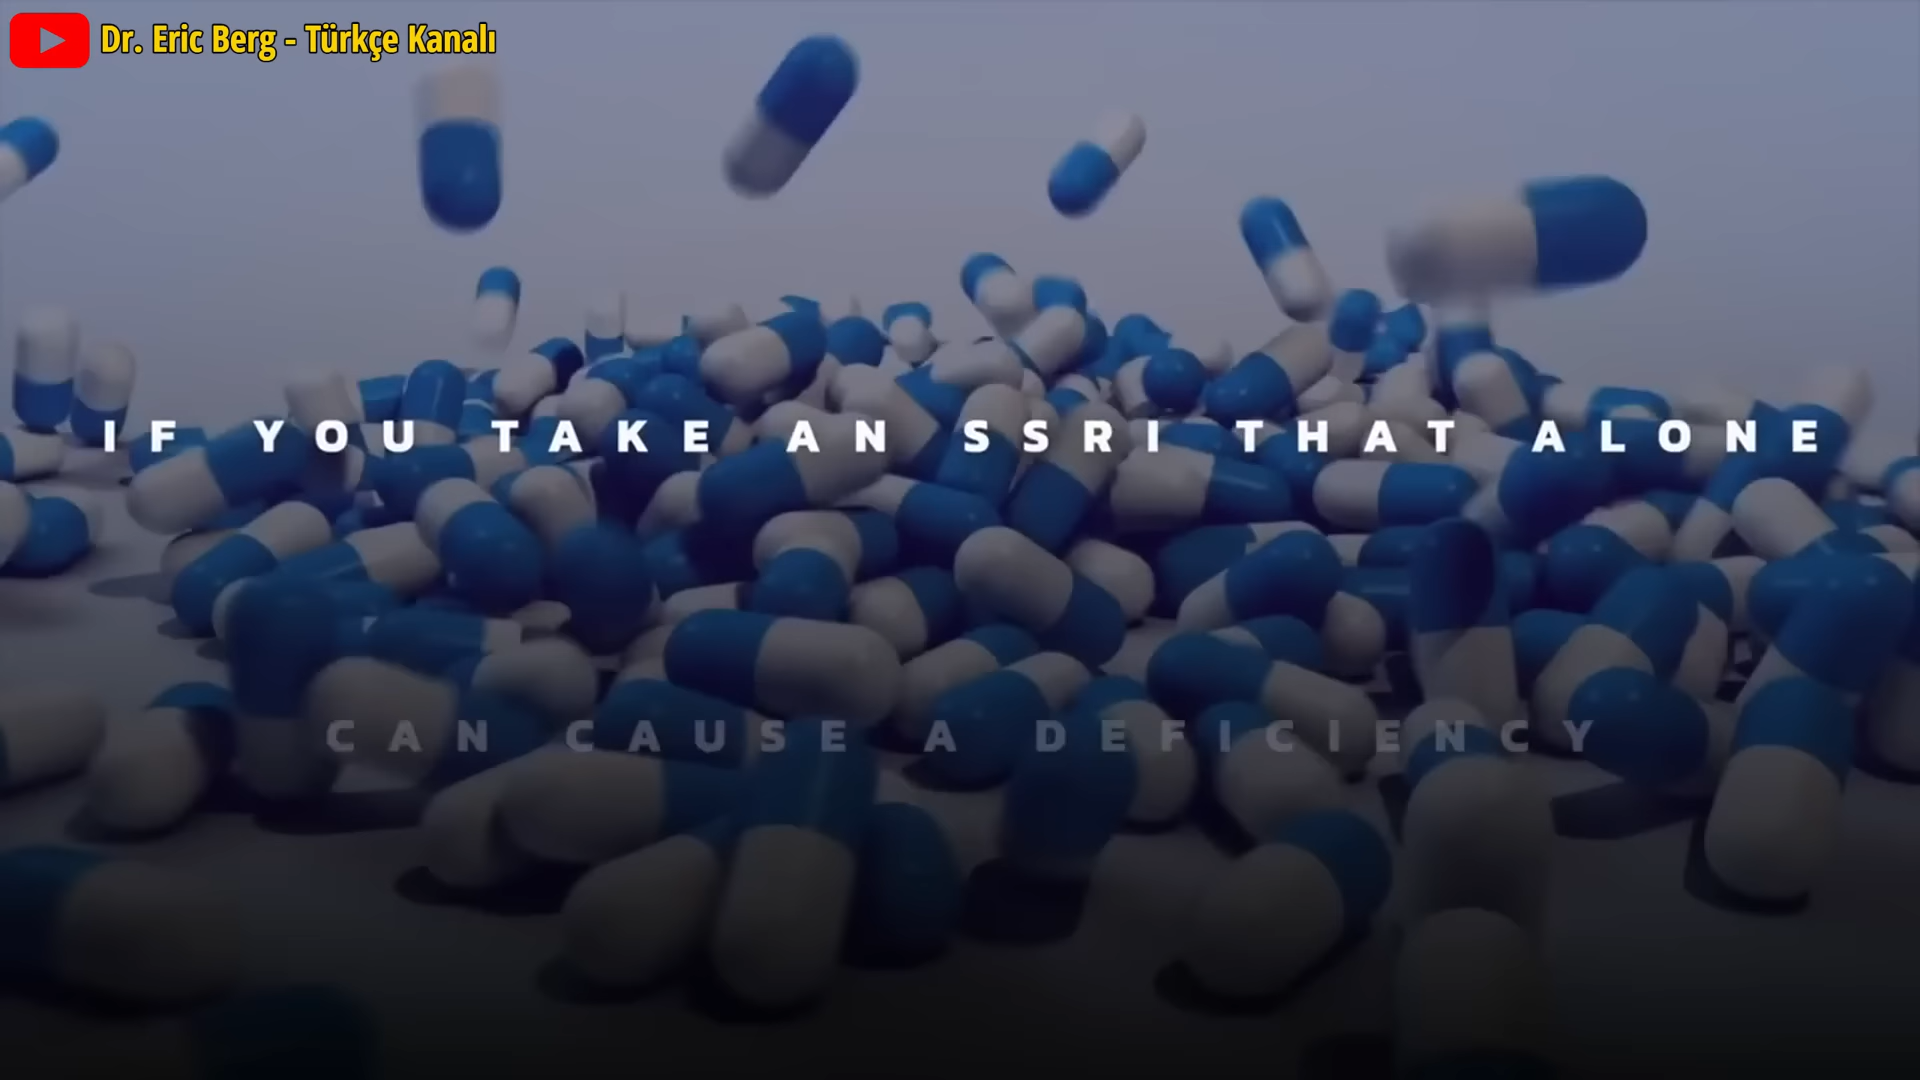 Dr. Eric Berg - Türkçe Kanalı
IF YOU TAKE AN SSRI THAT ALONE
CAN CAUSE A DEFICIENCY